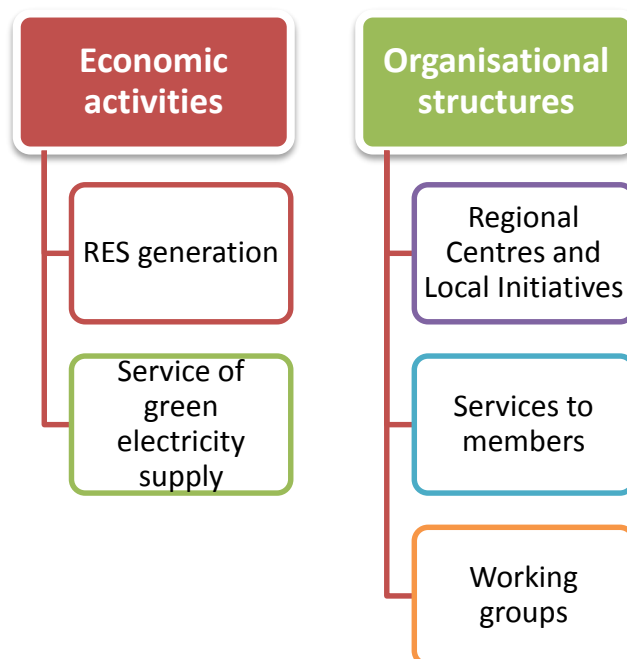 Economic
activities
RES generation
Service of
green
electricity
supply
Organisational
structures
Regional
Centres and
Local Initiatives
Services to
members
Working
groups